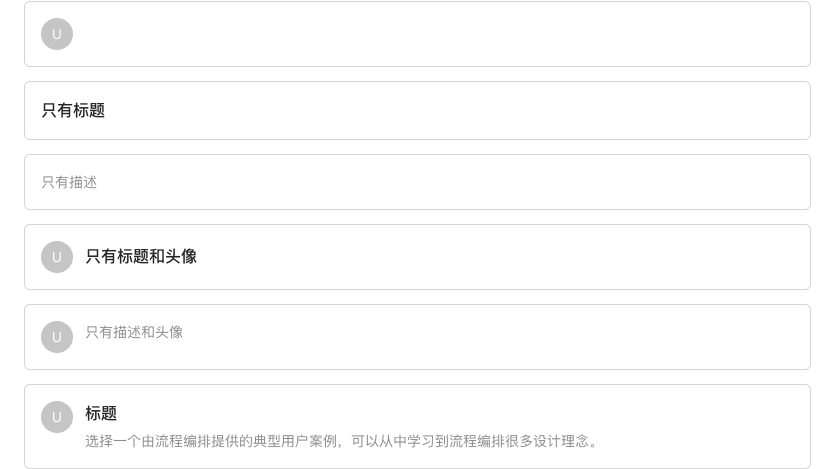 U
只有标题
只有描述
U 只有标题和头像
U 只有描述和头像
U 标题
选择一个由流程编排提供的典型用户案例，可以从中学习到流程编排很多设计理念。